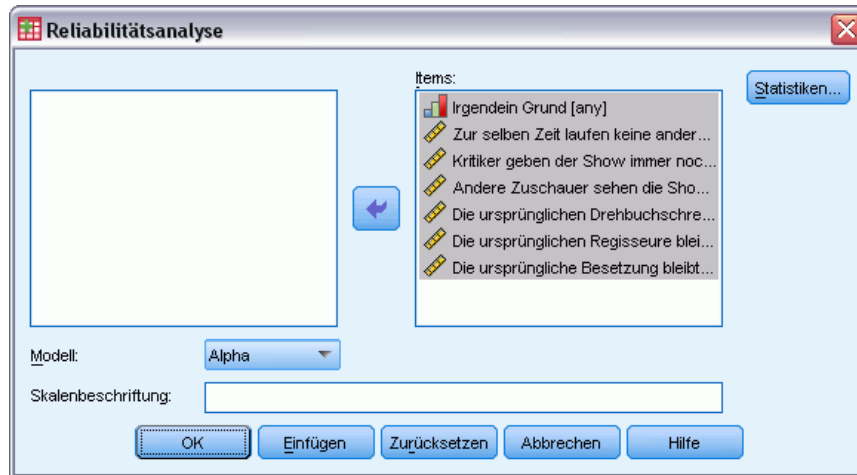 Reliabilitätsanalyse
Items:
Statistiken...
Irgendein Grund [any]
Zur selben Zeit laufen keine ander...
Kritiker geben der Show immer noc...
Andere Zuschauer sehen die Sho...
Die ursprünglichen Drehbuchschre...
Die ursprünglichen Regisseure blei...
Die ursprüngliche Besetzung bleibt...
Modell:
Alpha
Skalenbeschriftung:
OK Einfügen Zurücksetzen Abbrechen Hilfe